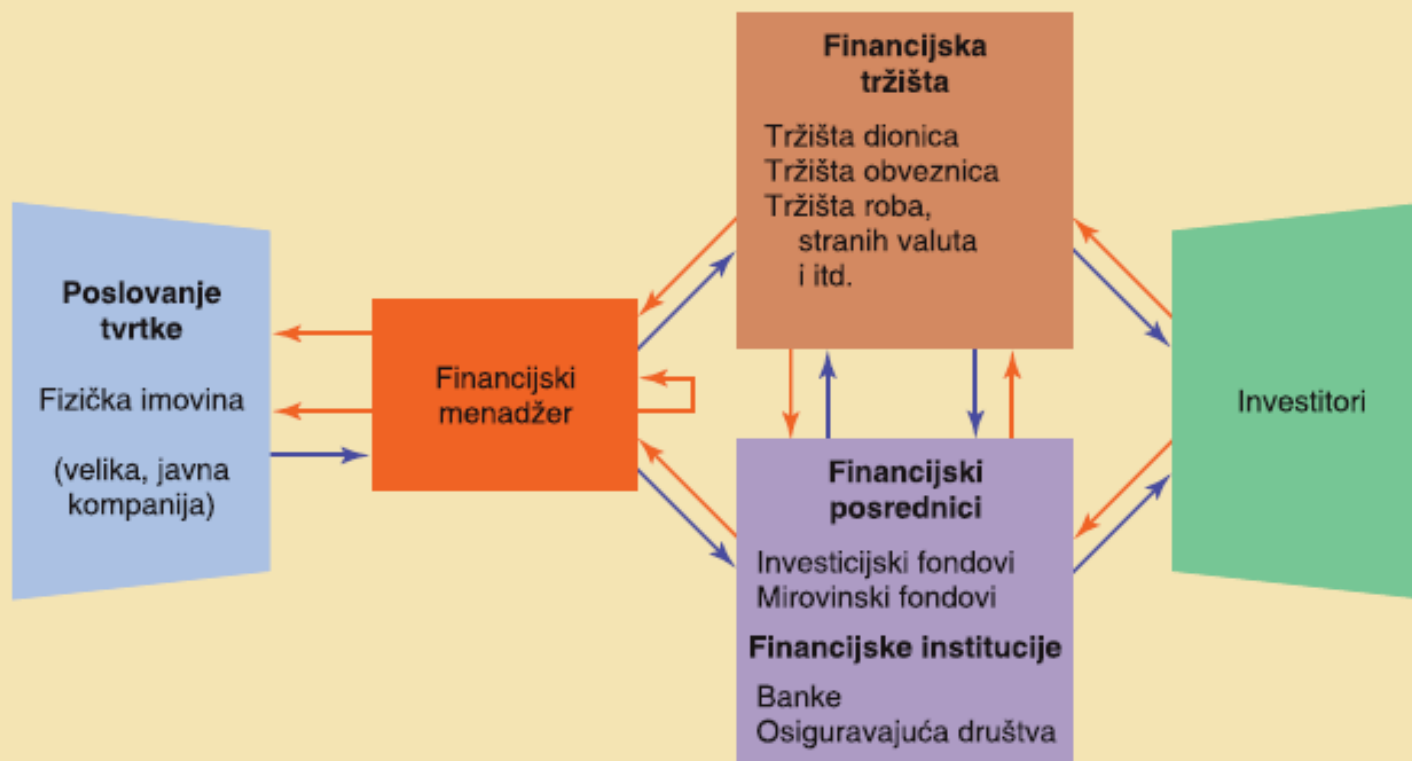 Financijska
tržišta
Tržišta dionica
Tržišta obveznica
Tržišta roba,
stranih valuta
i itd.
Poslovanje
tvrtke
Fizička imovina
(velika, javna
kompanija)
Financijski
menadžer
Investitori
Financijski
posrednici
Investicijski fondovi
Mirovinski fondovi
Financijske institucije
Banke
Osiguravajuća društva